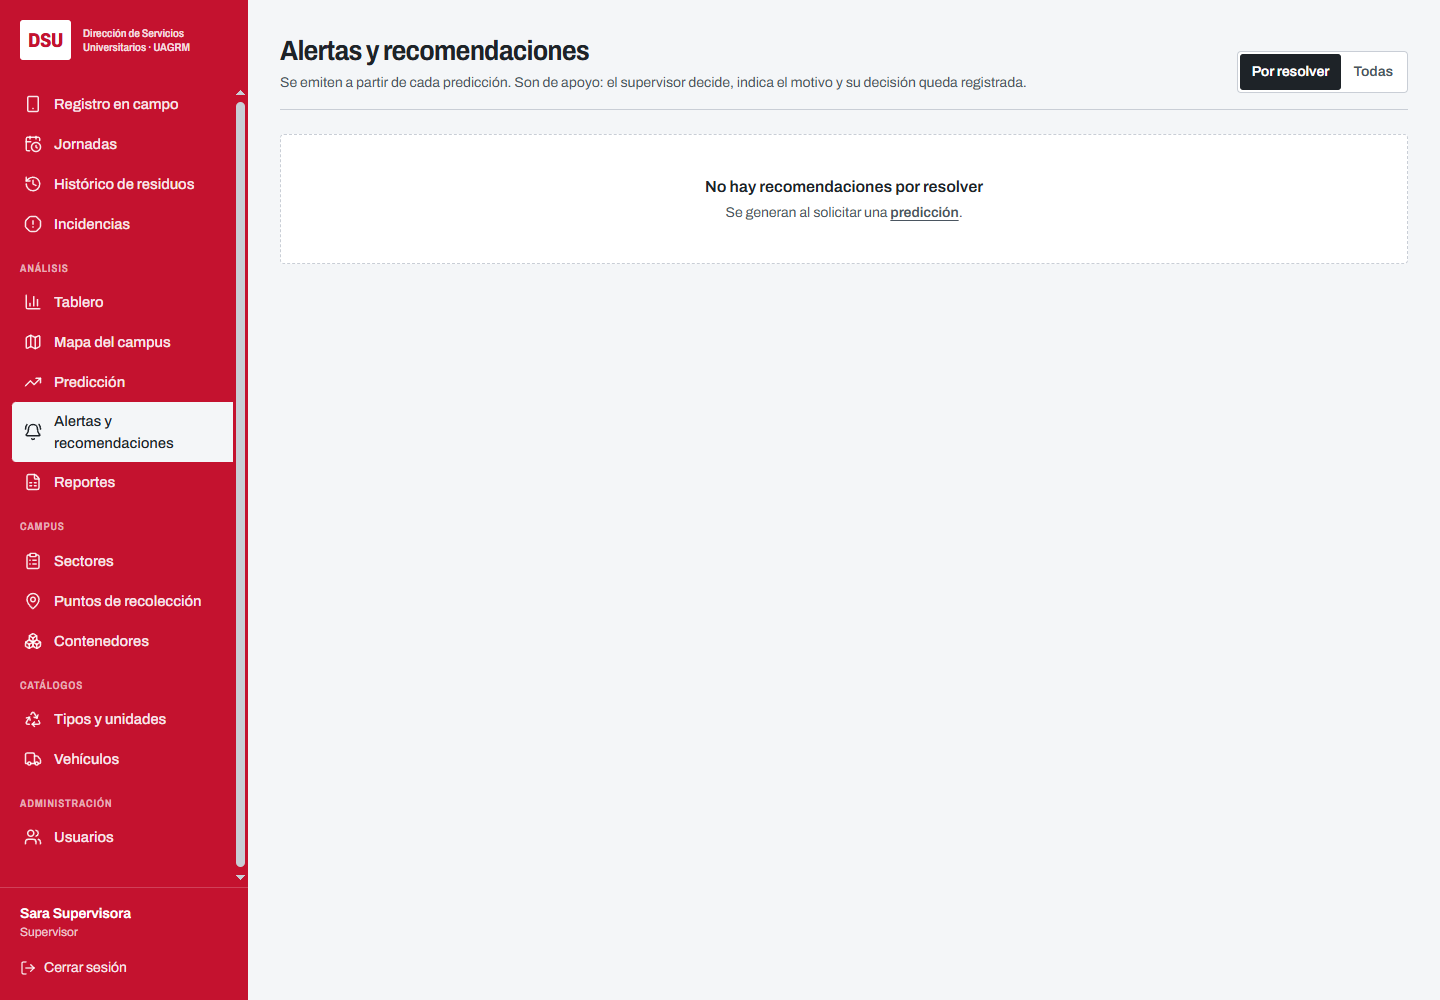 DSU
Dirección de Servicios
Universitarios · UAGRM
Registro en campo
Jornadas
Histórico de residuos
Incidencias
ANÁLISIS
Tablero
Mapa del campus
Predicción
Alertas y
recomendaciones
Reportes
CAMPUS
Sectores
Puntos de recolección
Contenedores
CATÁLOGOS
Tipos y unidades
Vehículos
ADMINISTRACIÓN
Usuarios
Sara Supervisora
Supervisor
Cerrar sesión
Alertas y recomendaciones
Se emiten a partir de cada predicción. Son de apoyo: el supervisor decide, indica el motivo y su decisión queda registrada.
Por resolver
Todas
No hay recomendaciones por resolver
Se generan al solicitar una predicción.